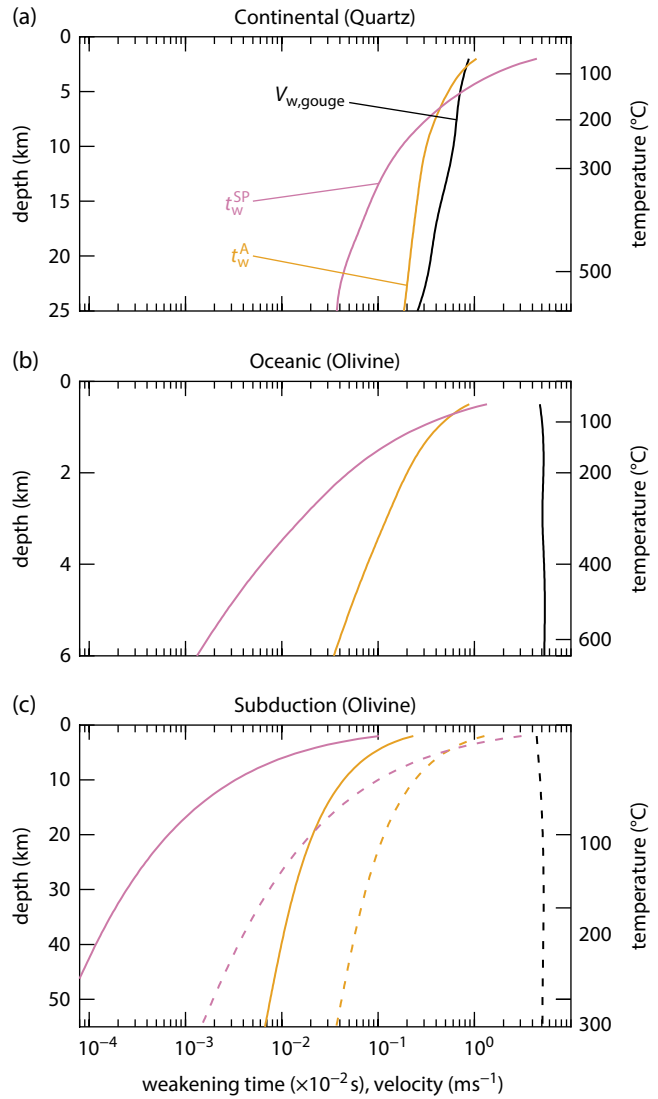 (a)
Continental (Quartz)
0
5
10
15
20
25
depth (km)
100
200
300
500
temperature (°C)
V_w,gouge
t_w^SP
t_w^A
(b)
Oceanic (Olivine)
0
2
4
6
depth (km)
100
200
400
600
temperature (°C)
(c)
Subduction (Olivine)
0
10
20
30
40
50
depth (km)
100
200
300
temperature (°C)
10⁻⁴ 10⁻³ 10⁻² 10⁻¹ 10⁰
weakening time (×10⁻² s), velocity (ms⁻¹)